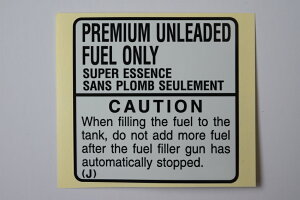 PREMIUM UNLEADED
FUEL ONLY
SUPER ESSENCE
SANS PLOMB SEULEMENT
CAUTION
When filling the fuel to the
tank, do not add more fuel
after the fuel filler gun has
automatically stopped.
(J)